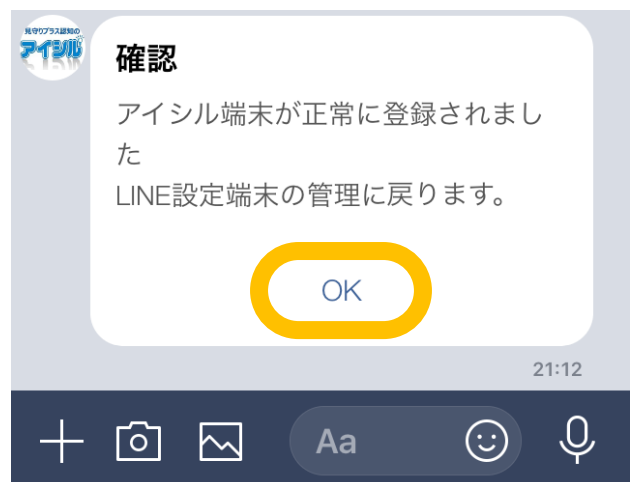 見守りプラス認知の
アイシル
確認
アイシル端末が正常に登録されまし
た
LINE設定端末の管理に戻ります。
OK
21:12
Aa